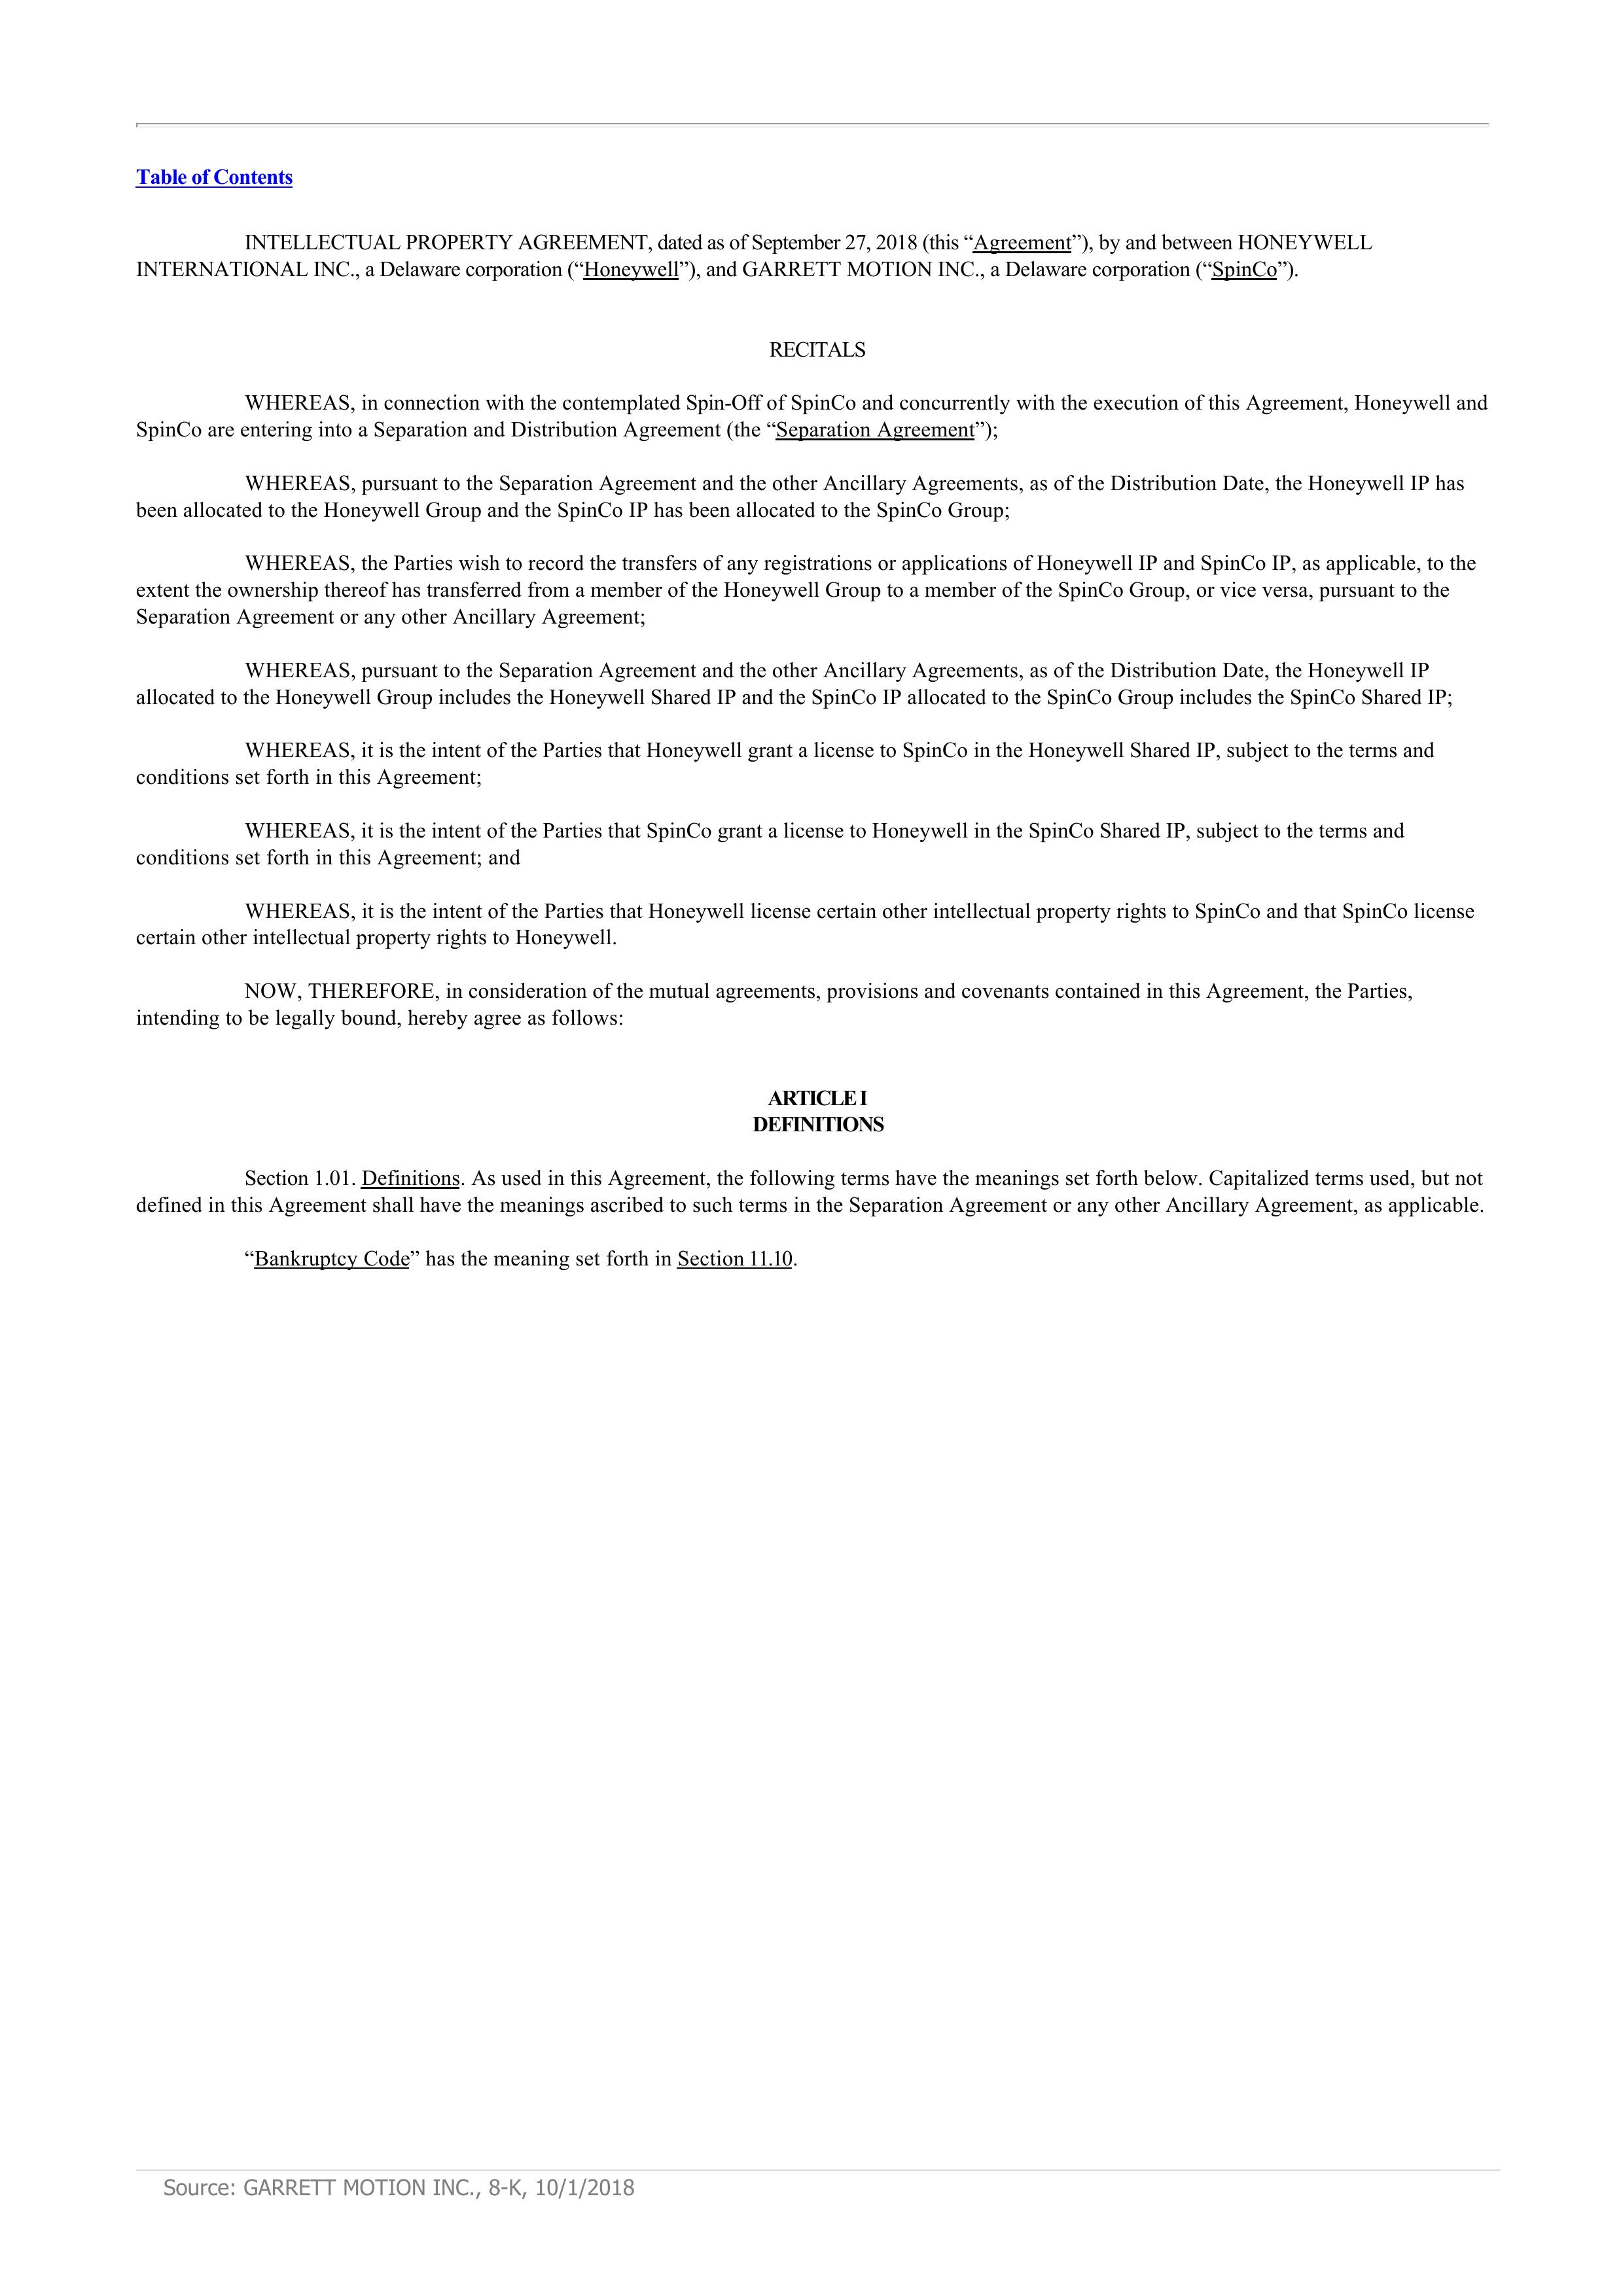 Table of Contents
INTELLECTUAL PROPERTY AGREEMENT, dated as of September 27, 2018 (this “Agreement”), by and between HONEYWELL
INTERNATIONAL INC., a Delaware corporation (“Honeywell”), and GARRETT MOTION INC., a Delaware corporation (“SpinCo”).
RECITALS
WHEREAS, in connection with the contemplated Spin-Off of SpinCo and concurrently with the execution of this Agreement, Honeywell and
SpinCo are entering into a Separation and Distribution Agreement (the “Separation Agreement”);
WHEREAS, pursuant to the Separation Agreement and the other Ancillary Agreements, as of the Distribution Date, the Honeywell IP has
been allocated to the Honeywell Group and the SpinCo IP has been allocated to the SpinCo Group;
WHEREAS, the Parties wish to record the transfers of any registrations or applications of Honeywell IP and SpinCo IP, as applicable, to the
extent the ownership thereof has transferred from a member of the Honeywell Group to a member of the SpinCo Group, or vice versa, pursuant to the
Separation Agreement or any other Ancillary Agreement;
WHEREAS, pursuant to the Separation Agreement and the other Ancillary Agreements, as of the Distribution Date, the Honeywell IP
allocated to the Honeywell Group includes the Honeywell Shared IP and the SpinCo IP allocated to the SpinCo Group includes the SpinCo Shared IP;
WHEREAS, it is the intent of the Parties that Honeywell grant a license to SpinCo in the Honeywell Shared IP, subject to the terms and
conditions set forth in this Agreement;
WHEREAS, it is the intent of the Parties that SpinCo grant a license to Honeywell in the SpinCo Shared IP, subject to the terms and
conditions set forth in this Agreement; and
WHEREAS, it is the intent of the Parties that Honeywell license certain other intellectual property rights to SpinCo and that SpinCo license
certain other intellectual property rights to Honeywell.
NOW, THEREFORE, in consideration of the mutual agreements, provisions and covenants contained in this Agreement, the Parties,
intending to be legally bound, hereby agree as follows:
ARTICLE I
DEFINITIONS
Section 1.01. Definitions. As used in this Agreement, the following terms have the meanings set forth below. Capitalized terms used, but not
defined in this Agreement shall have the meanings ascribed to such terms in the Separation Agreement or any other Ancillary Agreement, as applicable.
“Bankruptcy Code” has the meaning set forth in Section 11.10.
Source: GARRETT MOTION INC., 8-K, 10/1/2018